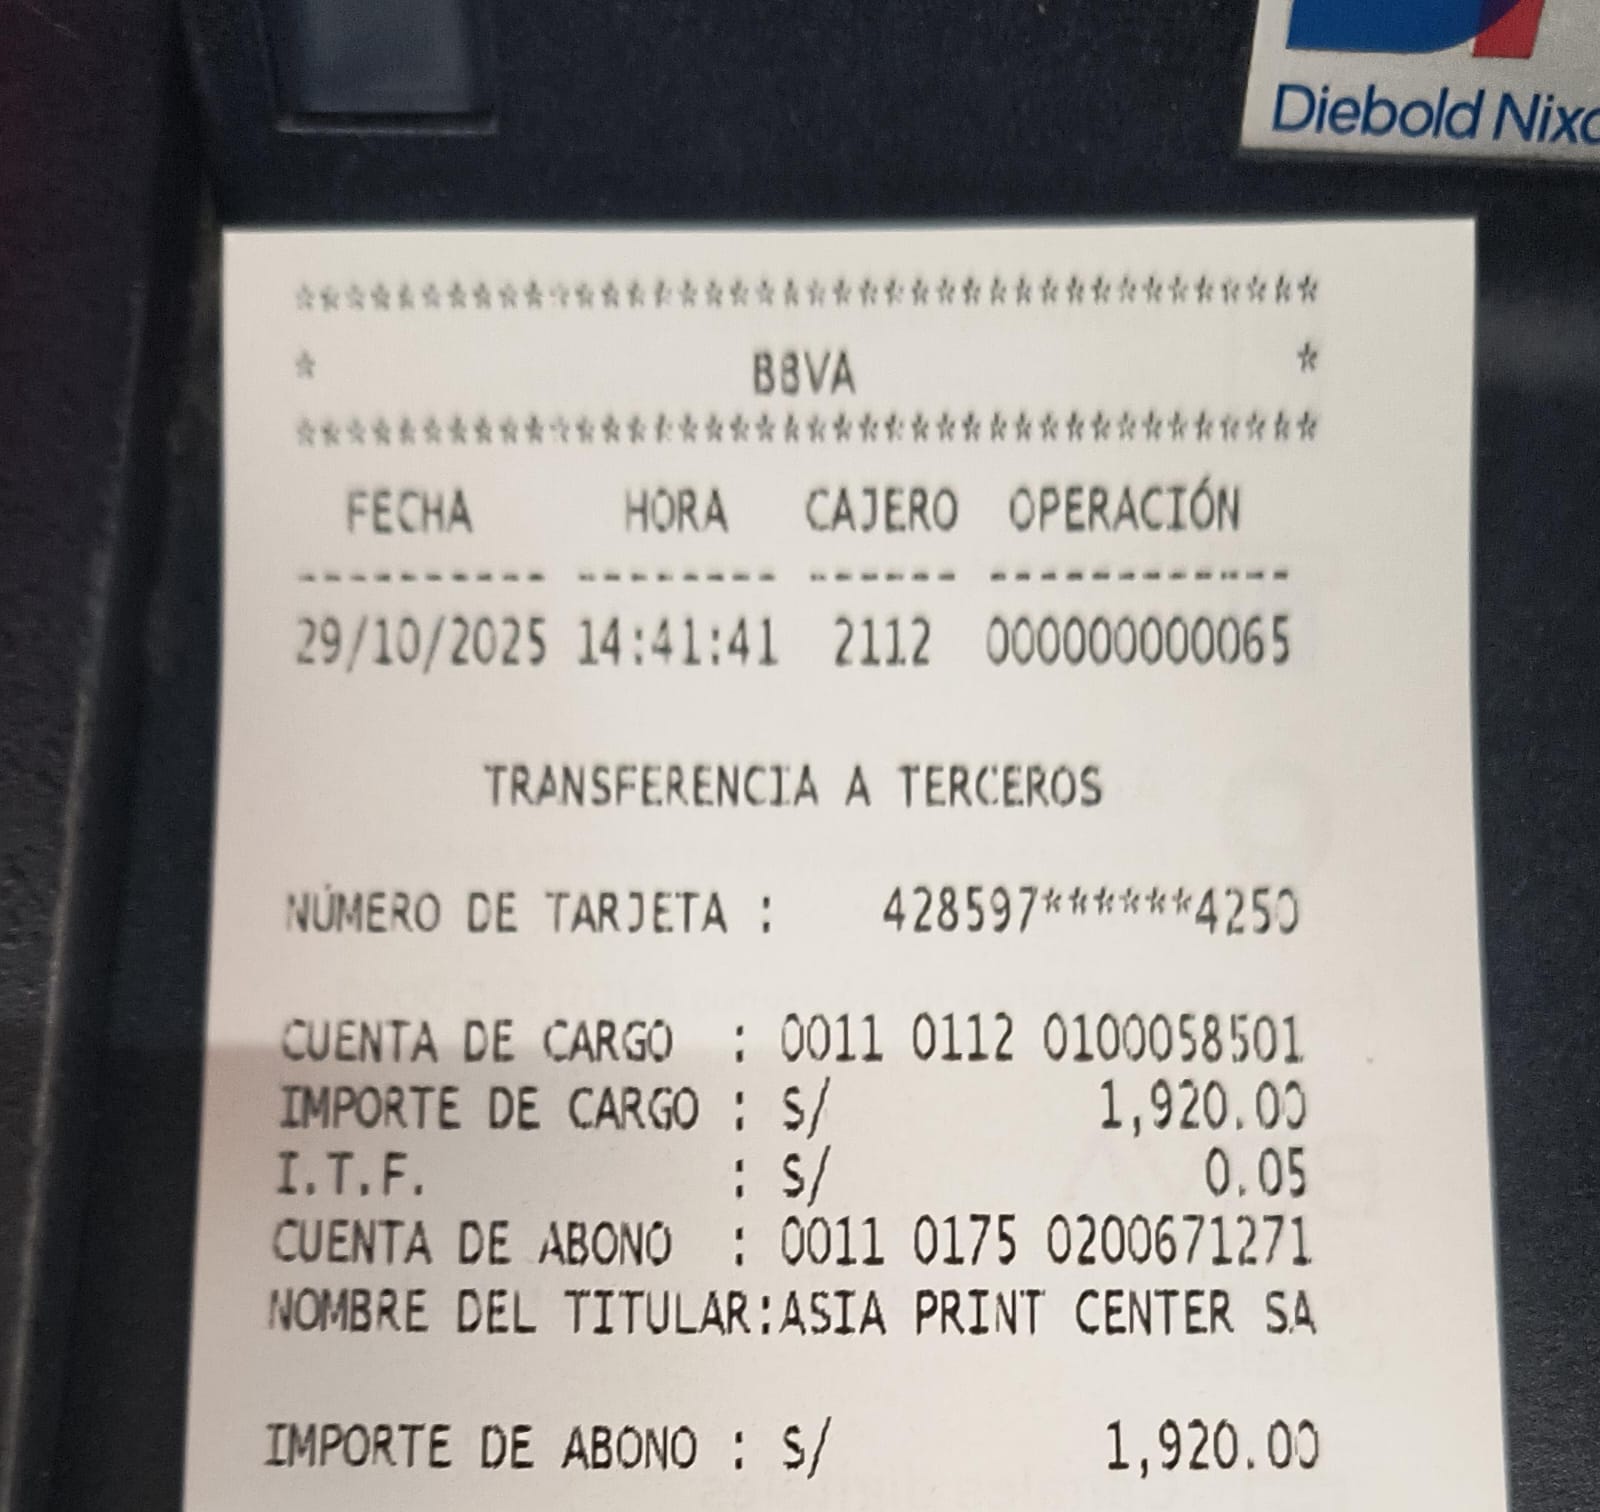 Diebold Nixd
****************************************
* BBVA *
****************************************
FECHA HORA CAJERO OPERACIÓN
---------- -------- ------ ------------
29/10/2025 14:41:41 2112 000000000065
TRANSFERENCIA A TERCEROS
NÚMERO DE TARJETA : 428597******4250
CUENTA DE CARGO : 0011 0112 0100058501
IMPORTE DE CARGO : S/ 1,920.00
I.T.F. : S/ 0.05
CUENTA DE ABONO : 0011 0175 0200671271
NOMBRE DEL TITULAR:ASIA PRINT CENTER SA
IMPORTE DE ABONO : S/ 1,920.00